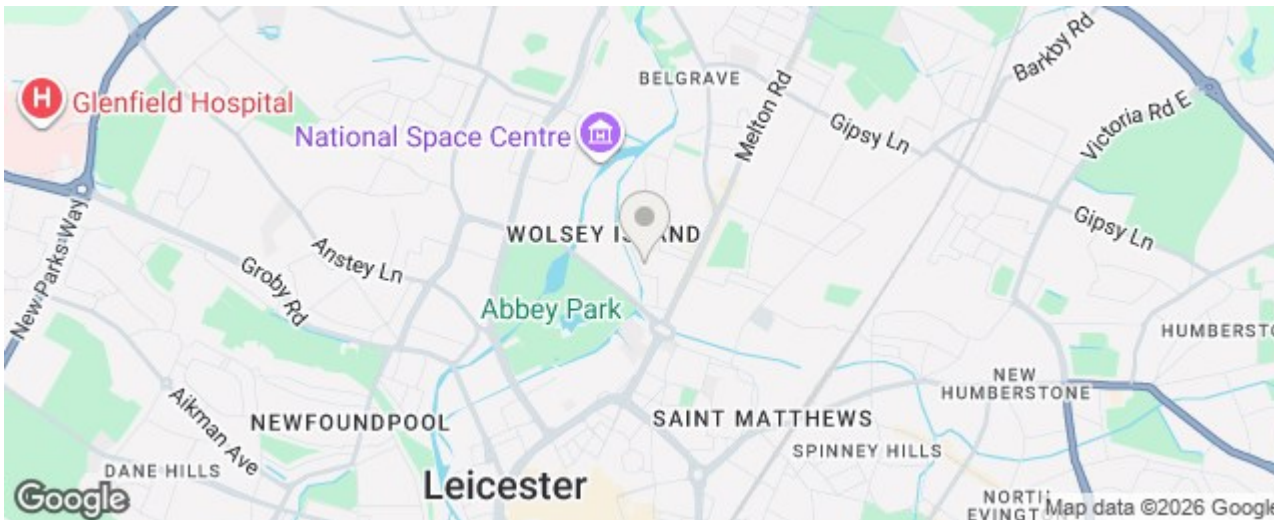 Barkby Rd
BELGRAVE
Melton Rd
H Glenfield Hospital
Victoria Rd E
Gipsy Ln
National Space Centre
Gipsy Ln
WOLSEY ISLAND
New Parks Way
Anstey Ln
Groby Rd
Abbey Park
HUMBERSTO
NEW
HUMBERSTONE
Aikman Ave
NEWFOUNDPOOL
SAINT MATTHEWS
SPINNEY HILLS
DANE HILLS
Leicester
NORTH
EVINGT
Google
Map data ©2026 Google